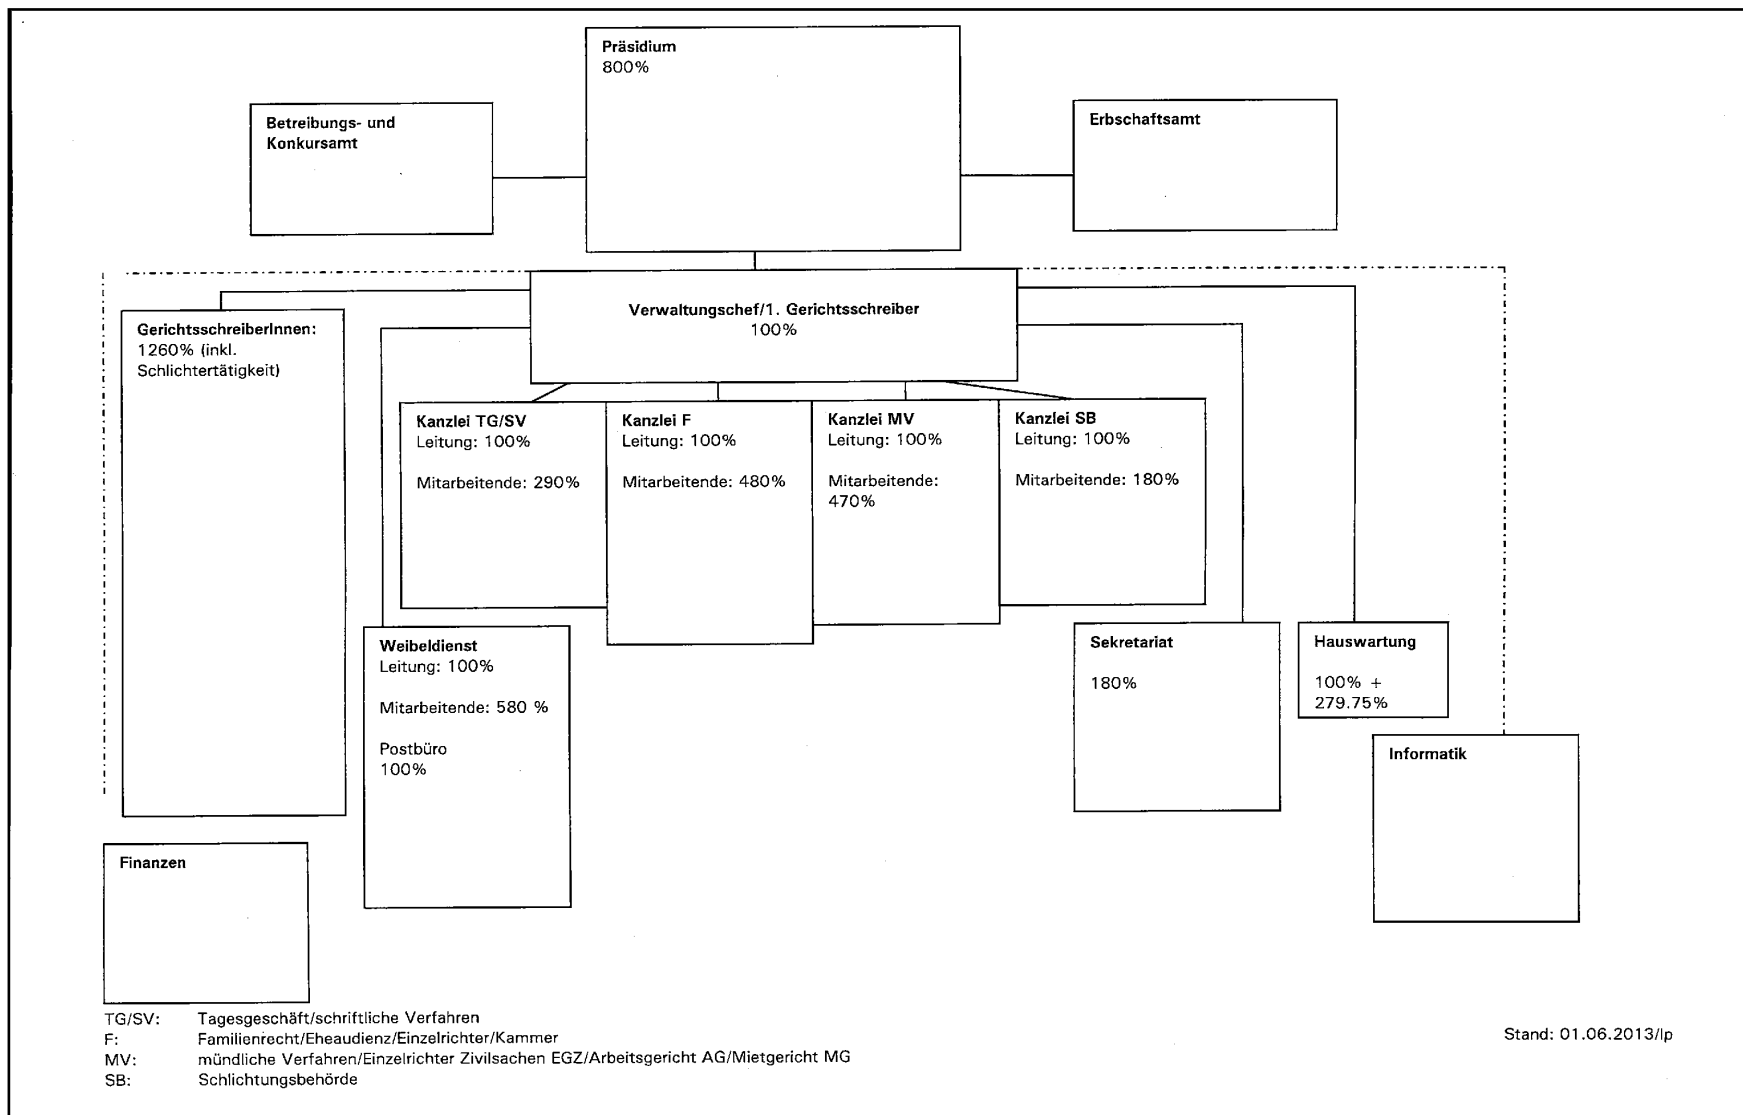 Präsidium
800%
Betreibungs- und
Konkursamt
Erbschaftsamt
Verwaltungschef/1. Gerichtsschreiber
100%
GerichtsschreiberInnen:
1260% (inkl.
Schlichtertätigkeit)
Kanzlei TG/SV
Leitung: 100%
Mitarbeitende: 290%
Kanzlei F
Leitung: 100%
Mitarbeitende: 480%
Kanzlei MV
Leitung: 100%
Mitarbeitende:
470%
Kanzlei SB
Leitung: 100%
Mitarbeitende: 180%
Weibeldienst
Leitung: 100%
Mitarbeitende: 580 %
Postbüro
100%
Sekretariat
180%
Hauswartung
100% +
279.75%
Informatik
Finanzen
TG/SV: Tagesgeschäft/schriftliche Verfahren
F: Familienrecht/Eheaudienz/Einzelrichter/Kammer
MV: mündliche Verfahren/Einzelrichter Zivilsachen EGZ/Arbeitsgericht AG/Mietgericht MG
SB: Schlichtungsbehörde
Stand: 01.06.2013/lp